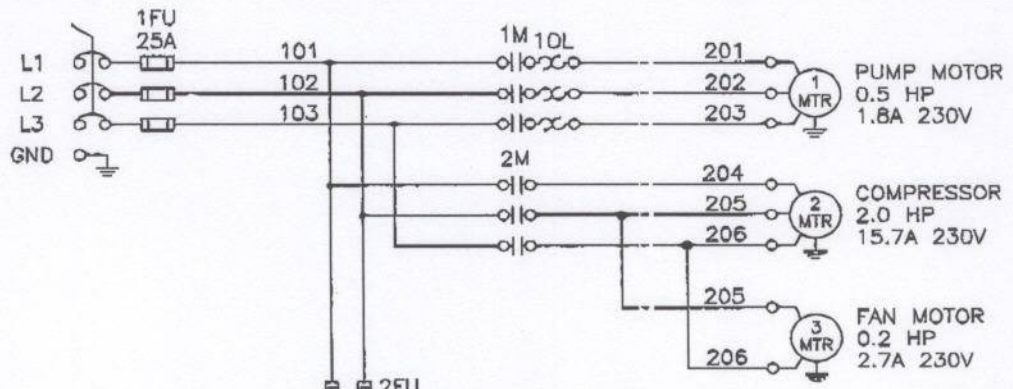 1FU
25A
L1
101
1M 1OL
201
L2
102
202
L3
103
203
1
MTR
PUMP MOTOR
0.5 HP
1.8A 230V
GND
2M
204
205
206
2
MTR
COMPRESSOR
2.0 HP
15.7A 230V
205
206
3
MTR
FAN MOTOR
0.2 HP
2.7A 230V
2FU